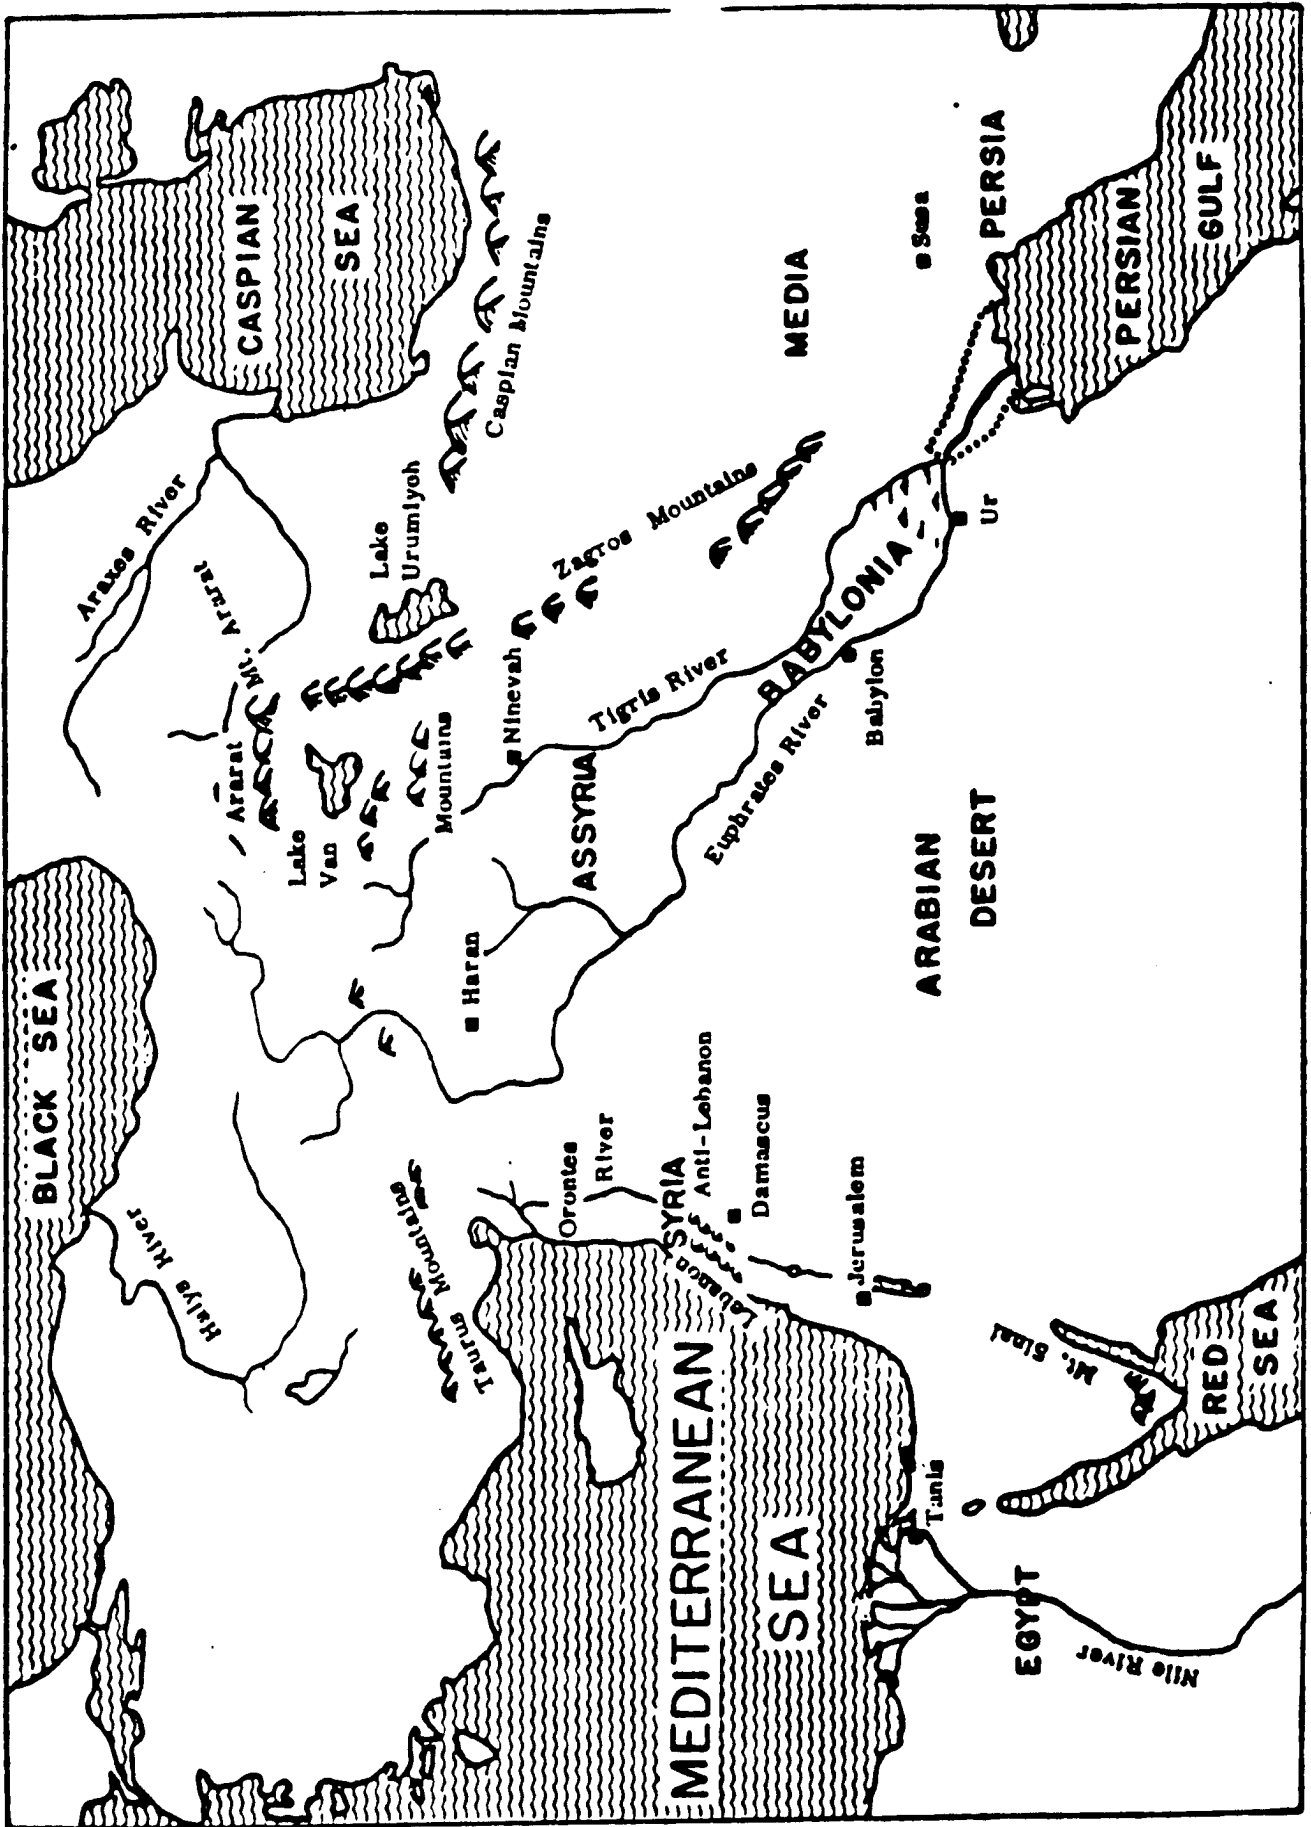 BLACK SEA
CASPIAN
SEA
Araxes River
Mt. Ararat
Ararat
Halys River
Lake
Van
Lake
Urumiyeh
Caspian Mountains
Taurus Mountains
Mountains
Haran
Ninevah
Zagros Mountains
ASSYRIA
Tigris River
MEDIA
Orontes
River
MEDITERRANEAN
SEA
SYRIA
Lebanon
Anti-Lebanon
Damascus
Euphrates River
BABYLONIA
Babylon
Susa
PERSIA
Jerusalem
ARABIAN
DESERT
Ur
PERSIAN
GULF
Tanis
EGYPT
Nile River
Mt. Sinai
RED
SEA